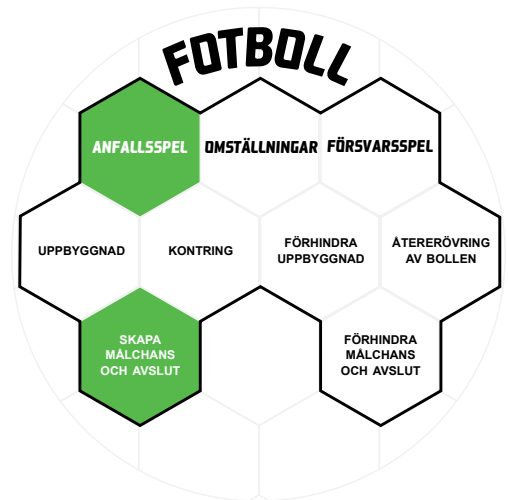 FOTBOLL
ANFALLSSPEL
OMSTÄLLNINGAR
FÖRSVARSSPEL
UPPBYGGNAD
KONTRING
FÖRHINDRA
UPPBYGGNAD
ÅTERERÖVRING
AV BOLLEN
SKAPA
MÅLCHANS
OCH AVSLUT
FÖRHINDRA
MÅLCHANS
OCH AVSLUT